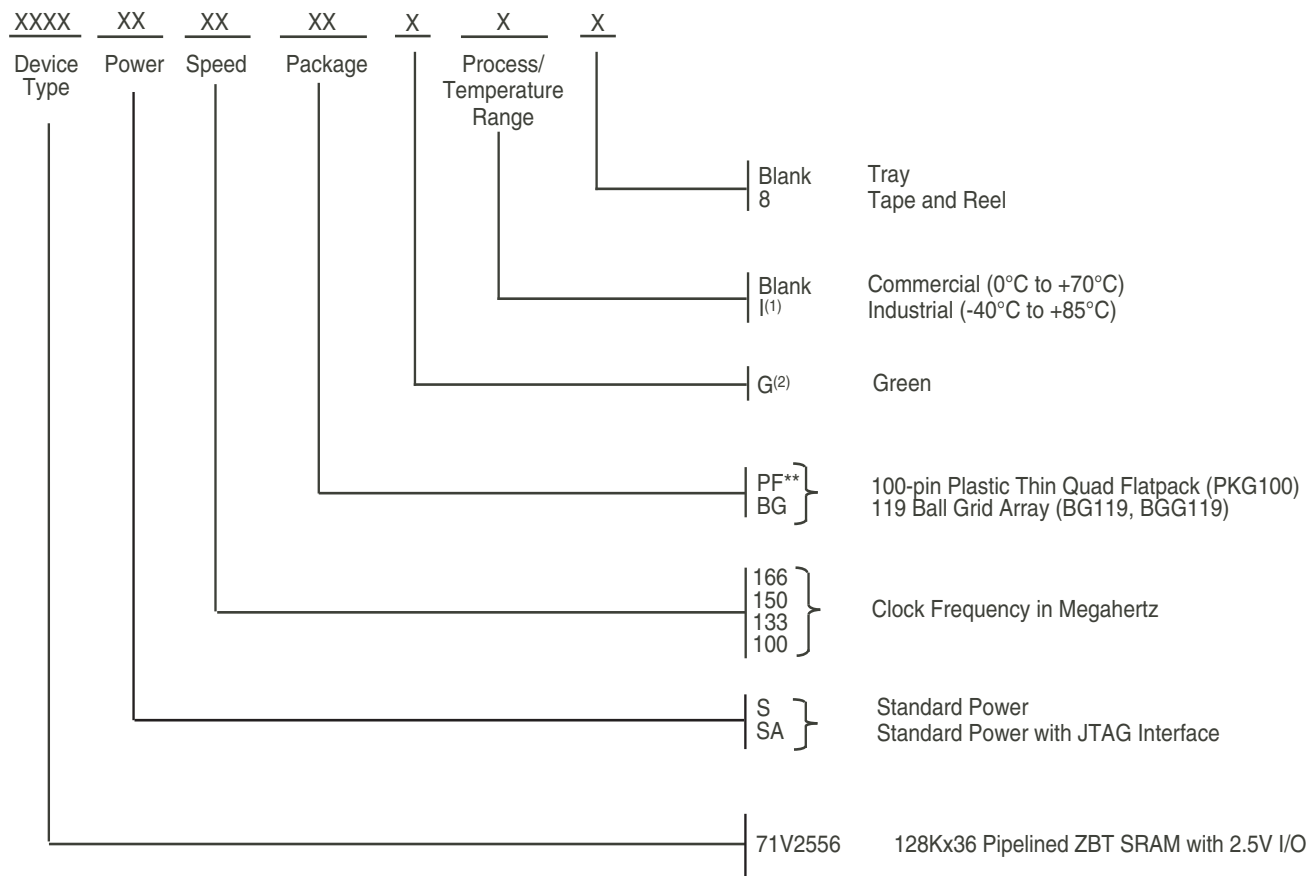 XXXX XX XX XX X X X
Device Type Power Speed Package Process/ Temperature Range
Blank Tray
8 Tape and Reel
Blank Commercial (0°C to +70°C)
I(1) Industrial (-40°C to +85°C)
G(2) Green
PF** 100-pin Plastic Thin Quad Flatpack (PKG100)
BG 119 Ball Grid Array (BG119, BGG119)
166
150
133
100
Clock Frequency in Megahertz
S Standard Power
SA Standard Power with JTAG Interface
71V2556 128Kx36 Pipelined ZBT SRAM with 2.5V I/O